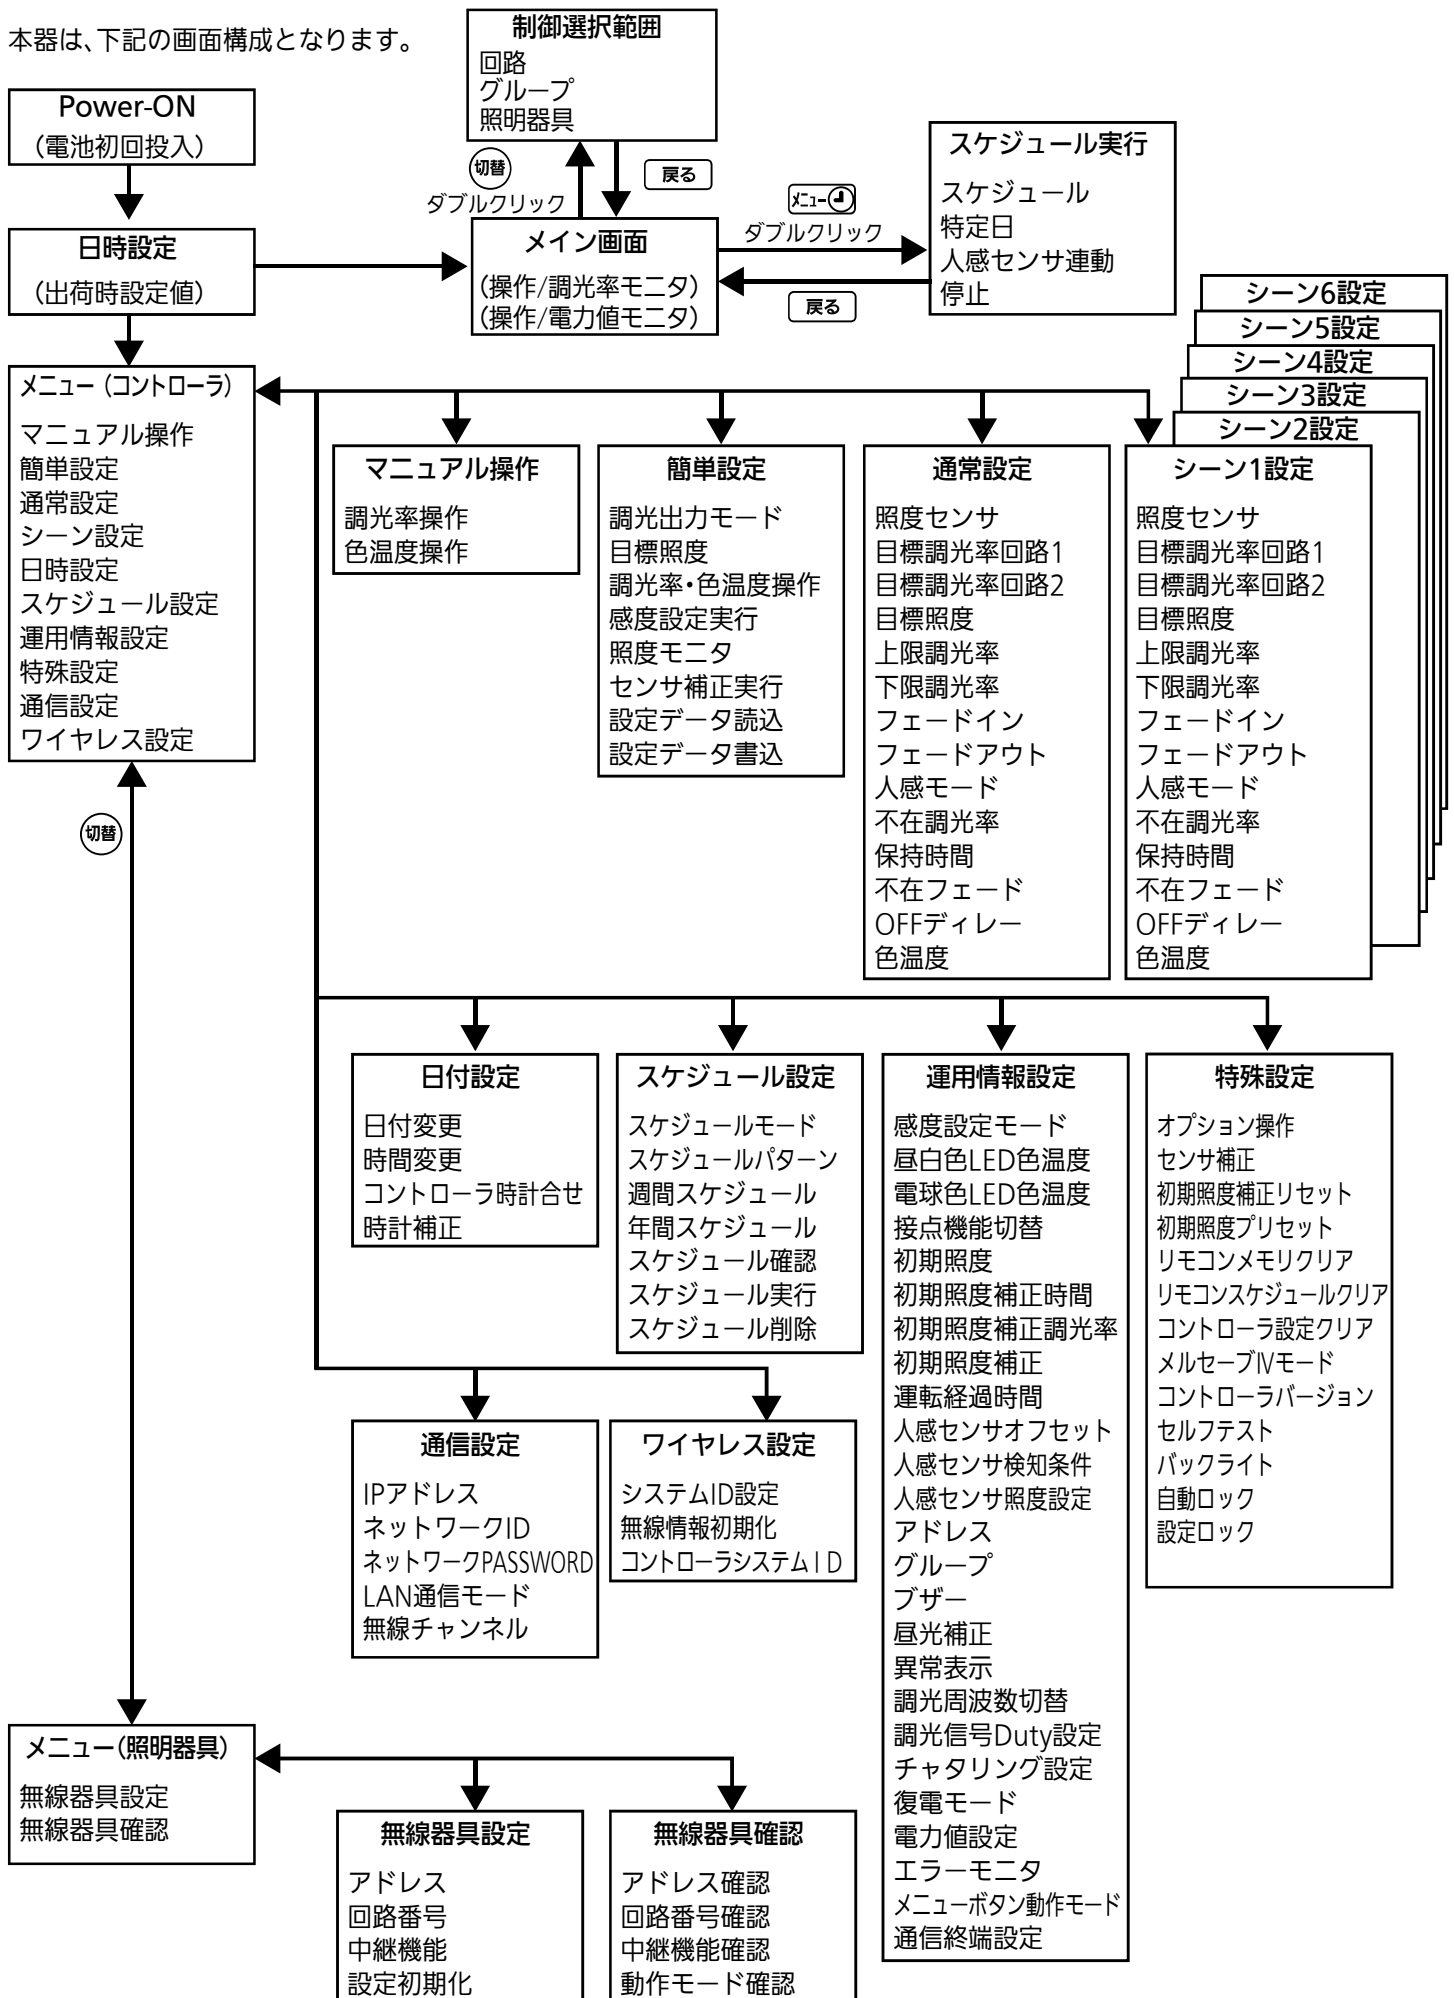 本器は、下記の画面構成となります。
Power-ON
（電池初回投入）
日時設定
（出荷時設定値）
制御選択範囲
回路
グループ
照明器具
切替
ダブルクリック
戻る
メイン画面
(操作/調光率モニタ)
(操作/電力値モニタ)
メニュー
ダブルクリック
戻る
スケジュール実行
スケジュール
特定日
人感センサ連動
停止
シーン6設定
シーン5設定
シーン4設定
シーン3設定
シーン2設定
メニュー（コントローラ）
マニュアル操作
簡単設定
通常設定
シーン設定
日時設定
スケジュール設定
運用情報設定
特殊設定
通信設定
ワイヤレス設定
切替
マニュアル操作
調光率操作
色温度操作
簡単設定
調光出力モード
目標照度
調光率・色温度操作
感度設定実行
照度モニタ
センサ補正実行
設定データ読込
設定データ書込
通常設定
照度センサ
目標調光率回路1
目標調光率回路2
目標照度
上限調光率
下限調光率
フェードイン
フェードアウト
人感モード
不在調光率
保持時間
不在フェード
OFFディレー
色温度
シーン1設定
照度センサ
目標調光率回路1
目標調光率回路2
目標照度
上限調光率
下限調光率
フェードイン
フェードアウト
人感モード
不在調光率
保持時間
不在フェード
OFFディレー
色温度
日付設定
日付変更
時間変更
コントローラ時計合せ
時計補正
スケジュール設定
スケジュールモード
スケジュールパターン
週間スケジュール
年間スケジュール
スケジュール確認
スケジュール実行
スケジュール削除
運用情報設定
感度設定モード
昼白色LED色温度
電球色LED色温度
接点機能切替
初期照度
初期照度補正時間
初期照度補正調光率
初期照度補正
運転経過時間
人感センサオフセット
人感センサ検知条件
人感センサ照度設定
アドレス
グループ
ブザー
昼光補正
異常表示
調光周波数切替
調光信号Duty設定
チャタリング設定
復電モード
電力値設定
エラーモニタ
メニューボタン動作モード
通信終端設定
特殊設定
オプション操作
センサ補正
初期照度補正リセット
初期照度プリセット
リモコンメモリクリア
リモコンスケジュールクリア
コントローラ設定クリア
メルセーブⅣモード
コントローラバージョン
セルフテスト
バックライト
自動ロック
設定ロック
通信設定
IPアドレス
ネットワークID
ネットワークPASSWORD
LAN通信モード
無線チャンネル
ワイヤレス設定
システムID設定
無線情報初期化
コントローラシステムＩＤ
メニュー（照明器具）
無線器具設定
無線器具確認
無線器具設定
アドレス
回路番号
中継機能
設定初期化
無線器具確認
アドレス確認
回路番号確認
中継機能確認
動作モード確認